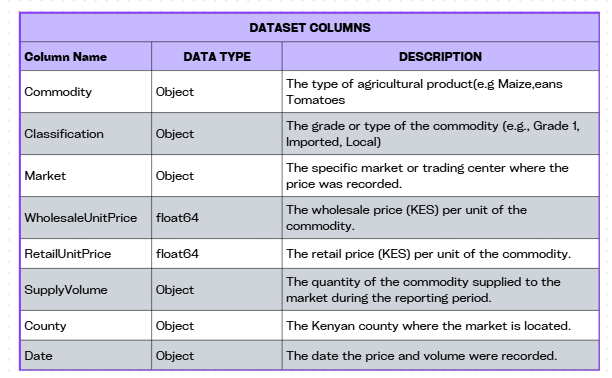 DATASET COLUMNS
Column Name DATA TYPE DESCRIPTION
Commodity Object The type of agricultural product(e.g Maize,eans
Tomatoes
Classification Object The grade or type of the commodity (e.g., Grade 1,
Imported, Local)
Market Object The specific market or trading center where the
price was recorded.
WholesaleUnitPrice float64 The wholesale price (KES) per unit of the
commodity.
RetailUnitPrice float64 The retail price (KES) per unit of the commodity.
SupplyVolume Object The quantity of the commodity supplied to the
market during the reporting period.
County Object The Kenyan county where the market is located.
Date Object The date the price and volume were recorded.